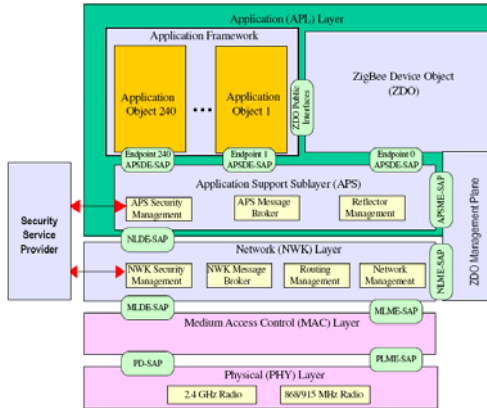 Application (APL) Layer
Application Framework
Application
Object 240
Application
Object 1
ZDO Public
Interfaces
ZigBee Device Object
(ZDO)
Endpoint 240
APSDE-SAP
Endpoint 1
APSDE-SAP
Endpoint 0
APSDE-SAP
Application Support Sublayer (APS)
APS Security
Management
APS Message
Broker
Reflector
Management
APSME-SAP
ZDO Management Plane
Security
Service
Provider
NLDE-SAP
Network (NWK) Layer
NWK Security
Management
NWK Message
Broker
Routing
Management
Network
Management
NLME-SAP
MLDE-SAP
MLME-SAP
Medium Access Control (MAC) Layer
PD-SAP
PLME-SAP
Physical (PHY) Layer
2.4 GHz Radio
868/915 MHz Radio